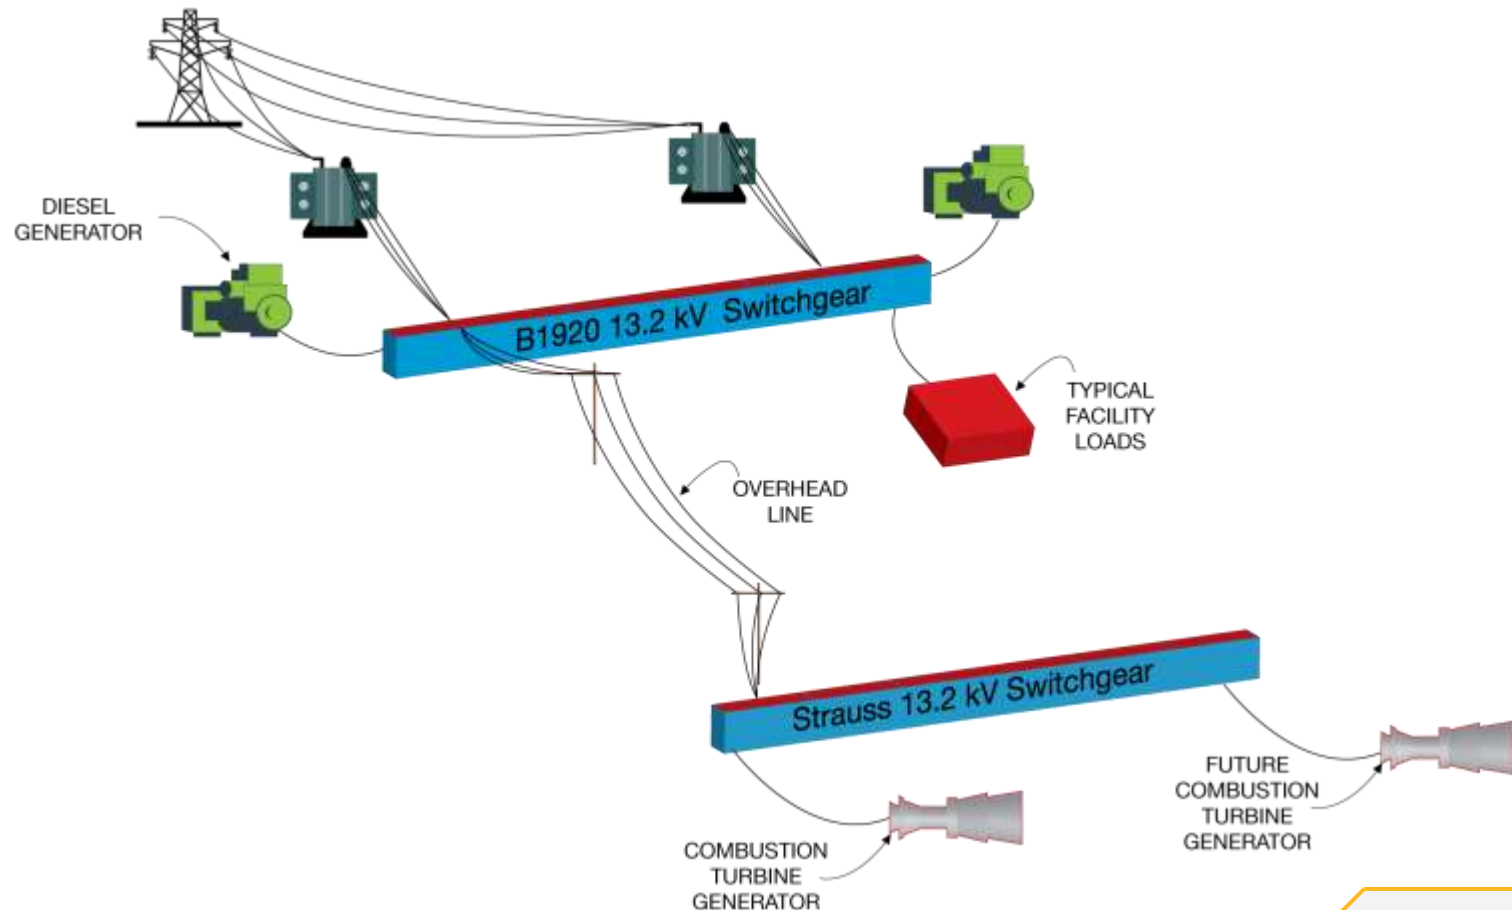 DIESEL
GENERATOR
B1920 13.2 kV Switchgear
TYPICAL
FACILITY
LOADS
OVERHEAD
LINE
Strauss 13.2 kV Switchgear
FUTURE
COMBUSTION
TURBINE
GENERATOR
COMBUSTION
TURBINE
GENERATOR